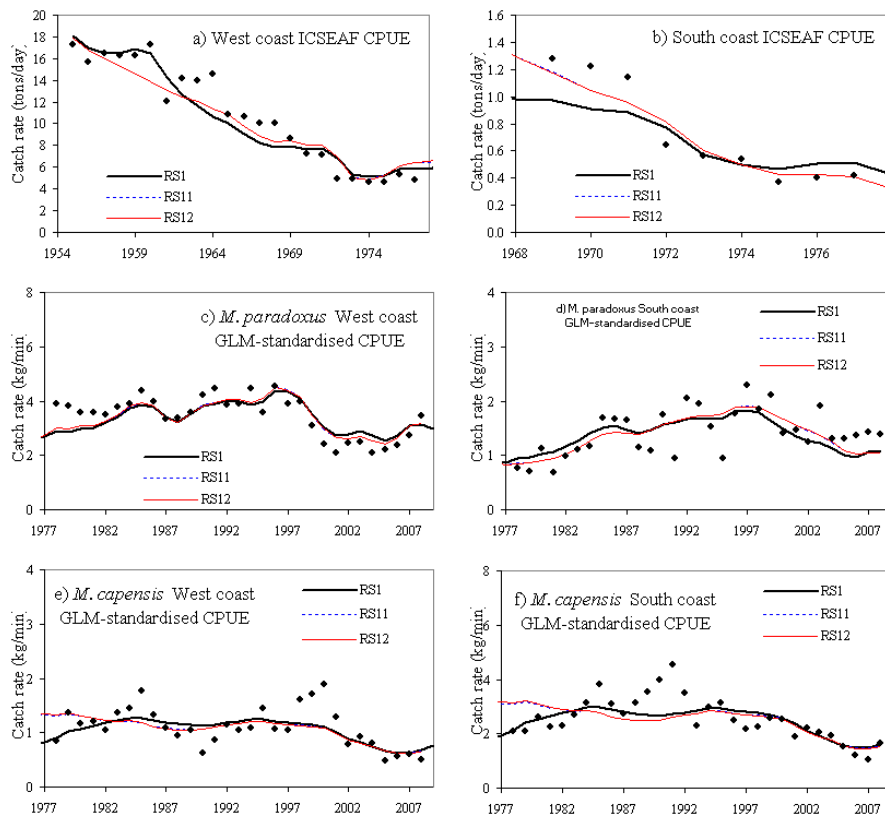 a) West coast ICSEAF CPUE
Catch rate (tons/day)
20
18
16
14
12
10
8
6
4
2
0
RS1
RS11
RS12
1954 1959 1964 1969 1974
b) South coast ICSEAF CPUE
Catch rate (tons/day)
1.6
1.4
1.2
1.0
0.8
0.6
0.4
0.2
0.0
RS1
RS11
RS12
1968 1970 1972 1974 1976
c) M. paradoxus West coast
GLM-standardised CPUE
Catch rate (kg/min)
8
4
2
0
RS1
RS11
RS12
1977 1982 1987 1992 1997 2002 2007
d) M. paradoxus South coast
GLM-standardised CPUE
Catch rate (kg/min)
4
2
1
0
RS1
RS11
RS12
1977 1982 1987 1992 1997 2002 2007
e) M. capensis West coast
GLM-standardised CPUE
Catch rate (kg/min)
4
2
1
0
RS1
RS11
RS12
1977 1982 1987 1992 1997 2002 2007
f) M. capensis South coast
GLM-standardised CPUE
Catch rate (kg/min)
8
2
0
RS1
RS11
RS12
1977 1982 1987 1992 1997 2002 2007